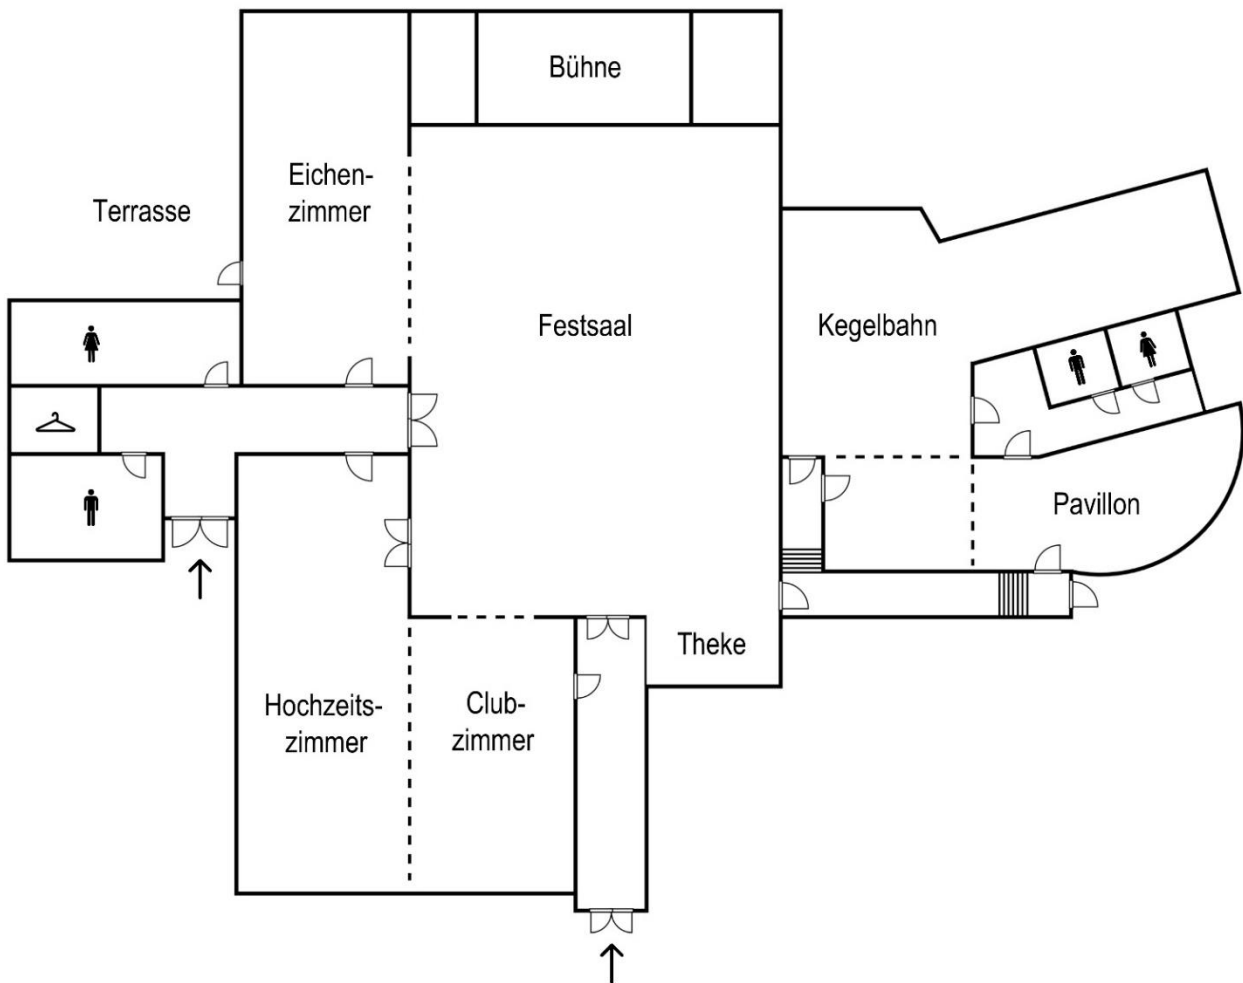 Bühne
Eichen-
zimmer
Terrasse
Festsaal
Kegelbahn
Pavillon
Theke
Hochzeits-
zimmer
Club-
zimmer